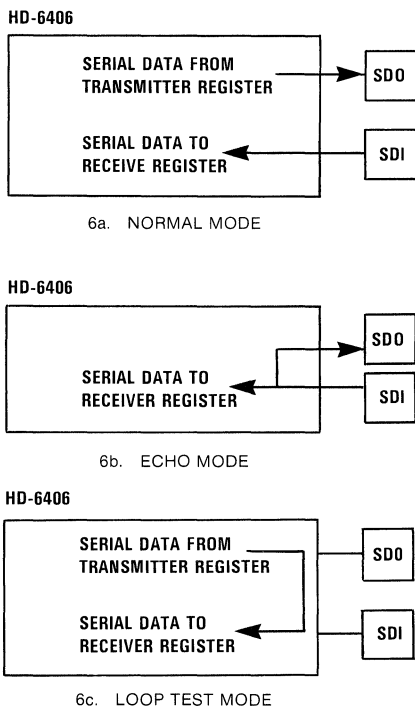 HD-6406
SERIAL DATA FROM
TRANSMITTER REGISTER
SDO
SERIAL DATA TO
RECEIVE REGISTER
SDI
6a. NORMAL MODE
HD-6406
SDO
SERIAL DATA TO
RECEIVER REGISTER
SDI
6b. ECHO MODE
HD-6406
SERIAL DATA FROM
TRANSMITTER REGISTER
SDO
SERIAL DATA TO
RECEIVER REGISTER
SDI
6c. LOOP TEST MODE